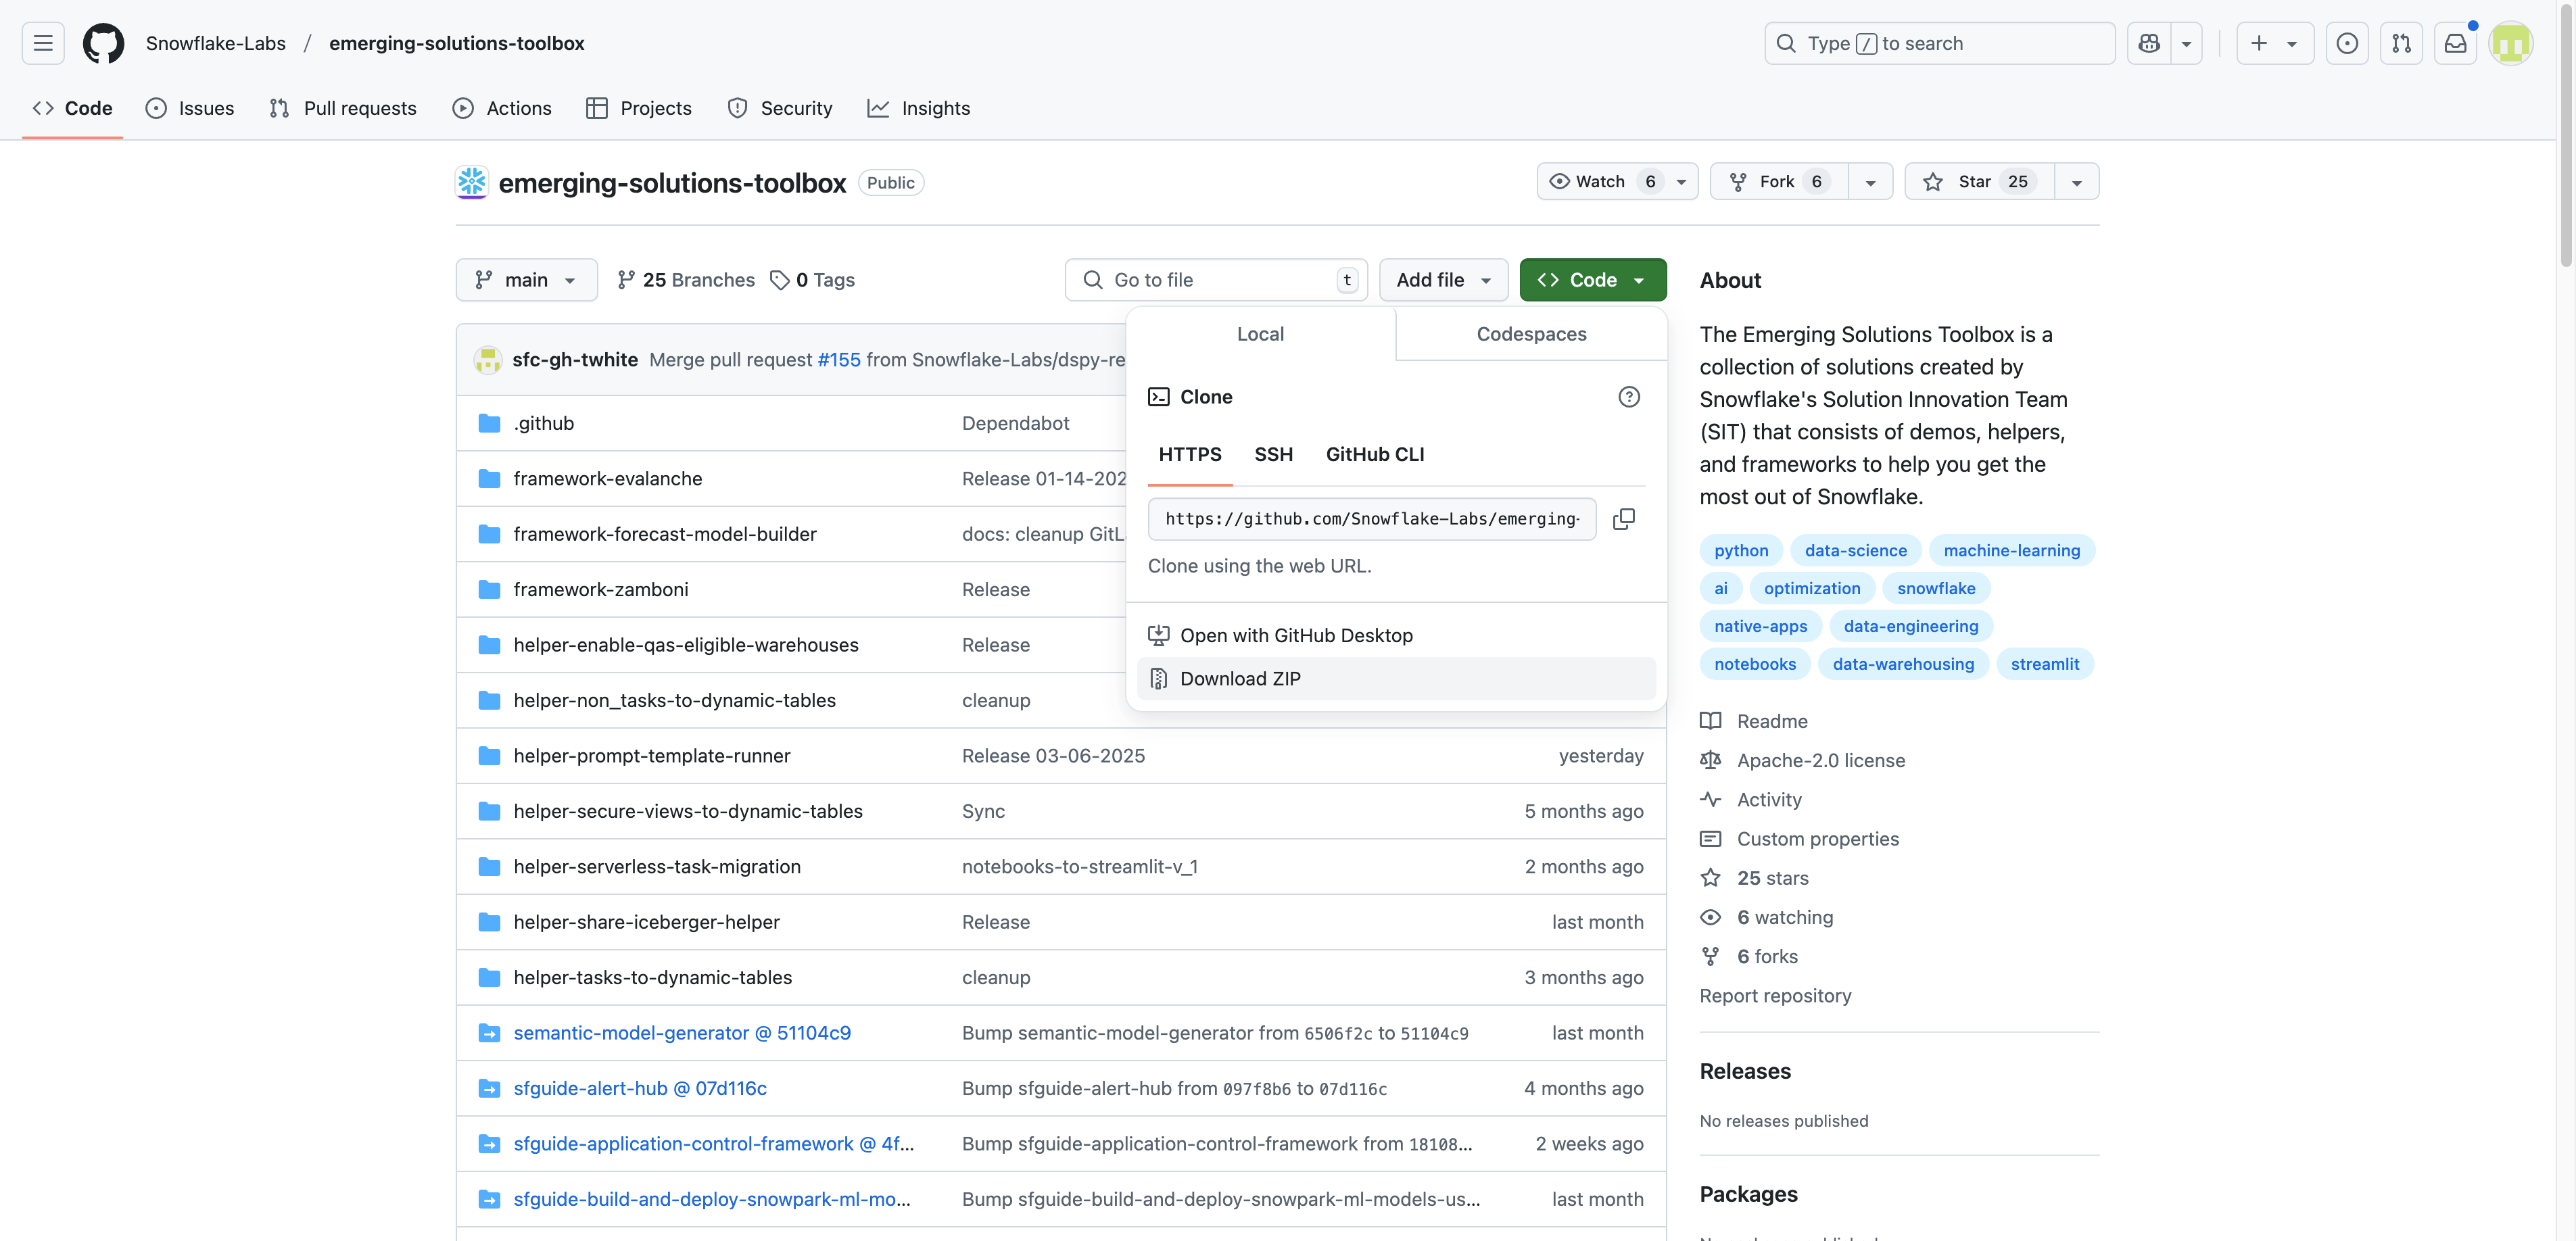 Snowflake-Labs / emerging-solutions-toolbox
Type / to search
Code
Issues
Pull requests
Actions
Projects
Security
Insights
emerging-solutions-toolbox Public
Watch 6
Fork 6
Star 25
main
25 Branches
0 Tags
Go to file t
Add file
Code
sfc-gh-twhite Merge pull request #155 from Snowflake-Labs/dspy-re
.github Dependabot
framework-evalanche Release 01-14-202
framework-forecast-model-builder docs: cleanup GitL
framework-zamboni Release
helper-enable-qas-eligible-warehouses Release
helper-non_tasks-to-dynamic-tables cleanup
helper-prompt-template-runner Release 03-06-2025 yesterday
helper-secure-views-to-dynamic-tables Sync 5 months ago
helper-serverless-task-migration notebooks-to-streamlit-v_1 2 months ago
helper-share-iceberger-helper Release last month
helper-tasks-to-dynamic-tables cleanup 3 months ago
semantic-model-generator @ 51104c9 Bump semantic-model-generator from 6506f2c to 51104c9 last month
sfguide-alert-hub @ 07d116c Bump sfguide-alert-hub from 097f8b6 to 07d116c 4 months ago
sfguide-application-control-framework @ 4f... Bump sfguide-application-control-framework from 18108... 2 weeks ago
sfguide-build-and-deploy-snowpark-ml-mo... Bump sfguide-build-and-deploy-snowpark-ml-models-us... last month
Local
Codespaces
Clone
HTTPS
SSH
GitHub CLI
https://github.com/Snowflake-Labs/emerging-
Clone using the web URL.
Open with GitHub Desktop
Download ZIP
About
The Emerging Solutions Toolbox is a
collection of solutions created by
Snowflake's Solution Innovation Team
(SIT) that consists of demos, helpers,
and frameworks to help you get the
most out of Snowflake.
python data-science machine-learning
ai optimization snowflake
native-apps data-engineering
notebooks data-warehousing streamlit
Readme
Apache-2.0 license
Activity
Custom properties
25 stars
6 watching
6 forks
Report repository
Releases
No releases published
Packages